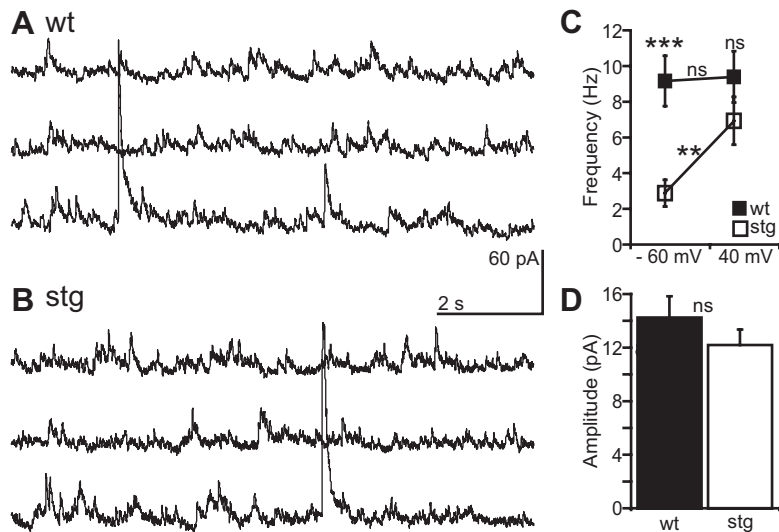 A wt
60 pA
2 s
B stg
C
Frequency (Hz)
12
10
8
6
4
2
0
***
ns
ns
**
wt
stg
- 60 mV
40 mV
D
Amplitude (pA)
16
12
8
4
0
ns
wt
stg